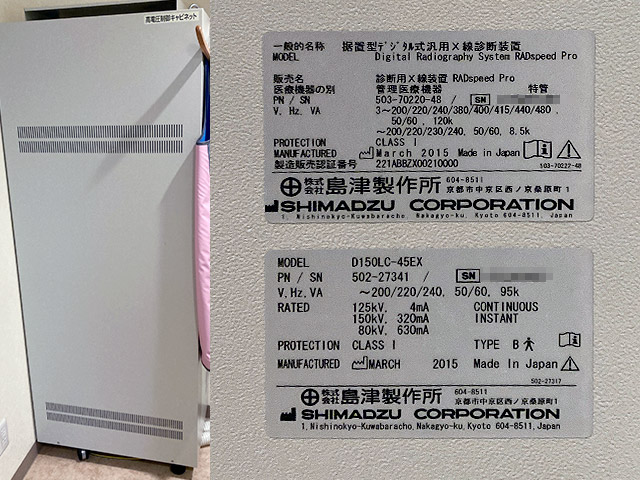 高電圧制御キャビネット
一般的名称 据置型デジタル式汎用X線診断装置
MODEL Digital Radiography System RADspeed Pro
販売名 診断用X線装置 RADspeed Pro
医療機器の別 管理医療機器 特管
PN / SN 503-70220-48 / SN
V, Hz, VA 3~200/220/240/380/400/415/440/480,
50/60, 120k
~200/220/230/240, 50/60, 8.5k
PROTECTION CLASS I
MANUFACTURED March 2015 Made in Japan
製造販売認証番号 221ABBZX00210000
503-70222-48
株式会社 島津製作所 604-8511
京都市中京区西ノ京桑原町1
SHIMADZU CORPORATION
1, Nishinokyo-Kuwabaracho, Nakagyo-ku, Kyoto 604-8511, Japan
MODEL D150LC-45EX
PN / SN 502-27341 / SN
V, Hz, VA ~200/220/240, 50/60, 95k
RATED 125kV, 4mA CONTINUOUS
150kV, 320mA INSTANT
80kV, 630mA
PROTECTION CLASS I TYPE B
MANUFACTURED MARCH 2015 Made In Japan
502-27317
株式会社 島津製作所 604-8511
京都市中京区西ノ京桑原町1
SHIMADZU CORPORATION
1, Nishinokyo-Kuwabaracho, Nakagyo-ku, Kyoto 604-8511, Japan